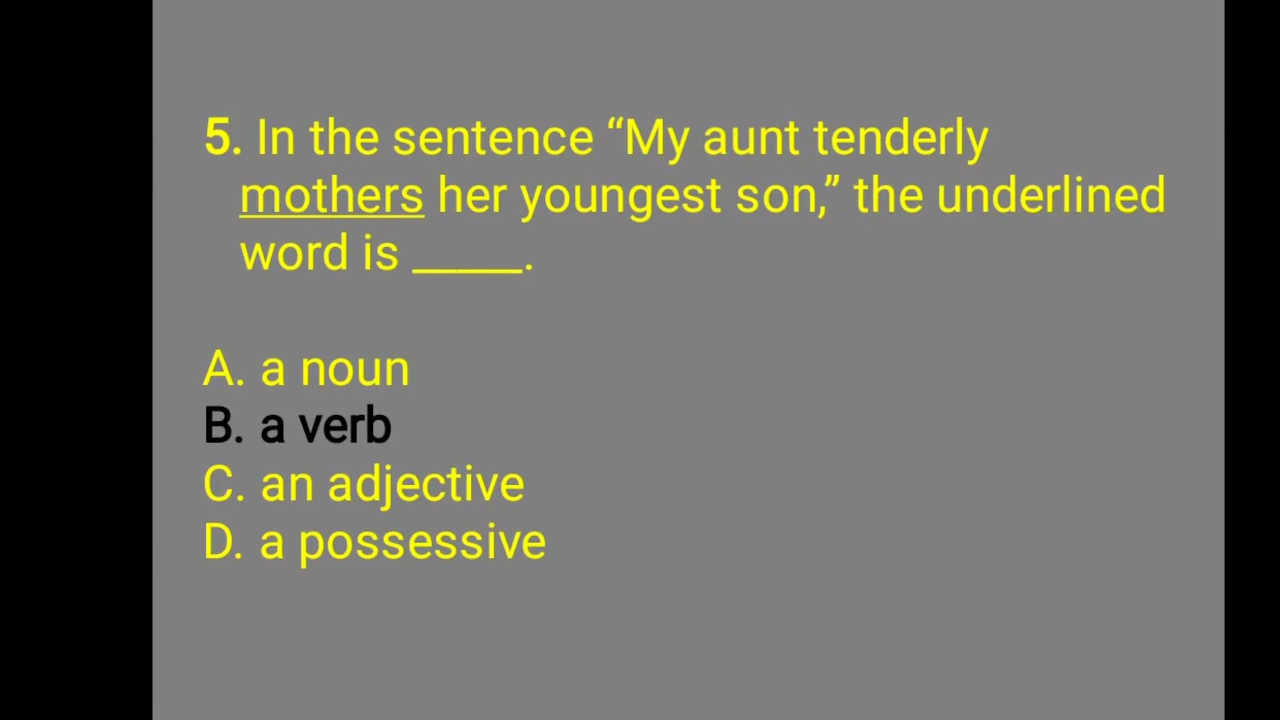 5. In the sentence “My aunt tenderly
mothers her youngest son,” the underlined
word is _____.
A. a noun
B. a verb
C. an adjective
D. a possessive